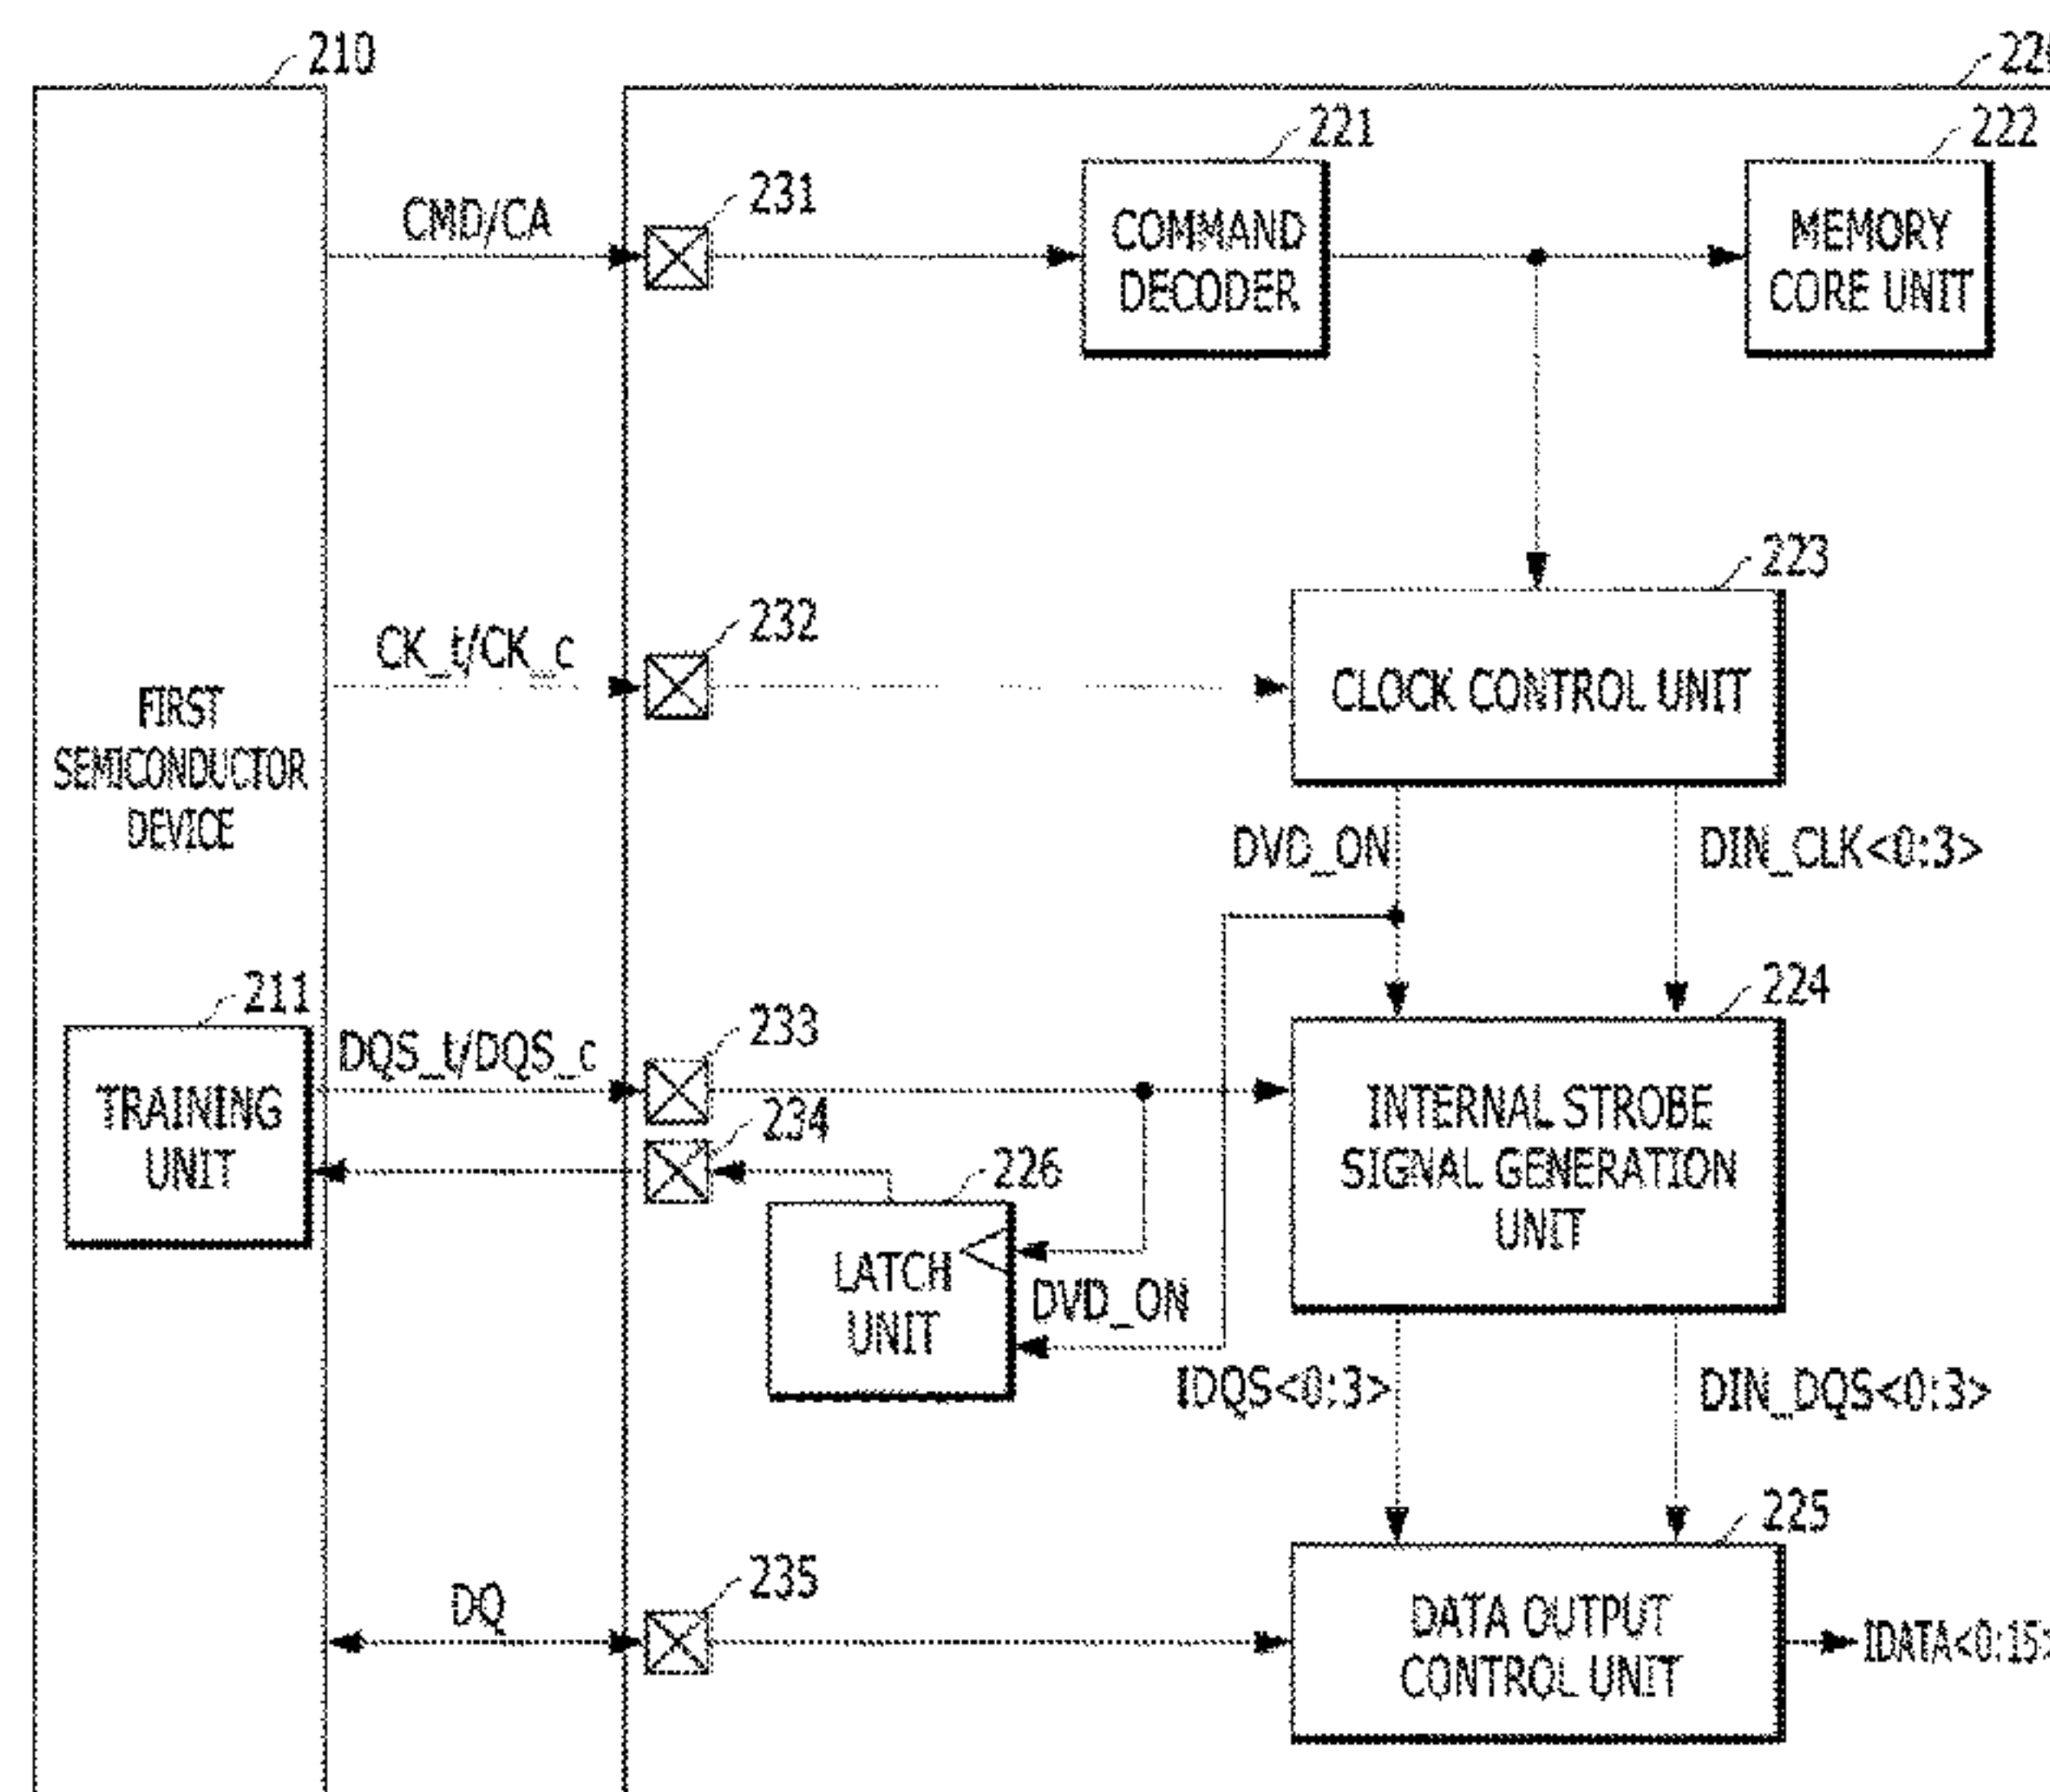 210
221
222
231
CMD/CA
COMMAND
DECODER
MEMORY
CORE UNIT
223
232
CK_t/CK_c
CLOCK CONTROL UNIT
FIRST
SEMICONDUCTOR
DEVICE
DVD_ON
DIN_CLK<0:3>
211
233
224
DQS_t/DQS_c
TRAINING
UNIT
234
226
INTERNAL STROBE
SIGNAL GENERATION
UNIT
LATCH
UNIT
DVD_ON
IDQS<0:3>
DIN_DQS<0:3>
225
235
DQ
DATA OUTPUT
CONTROL UNIT
IDATA<0:15>